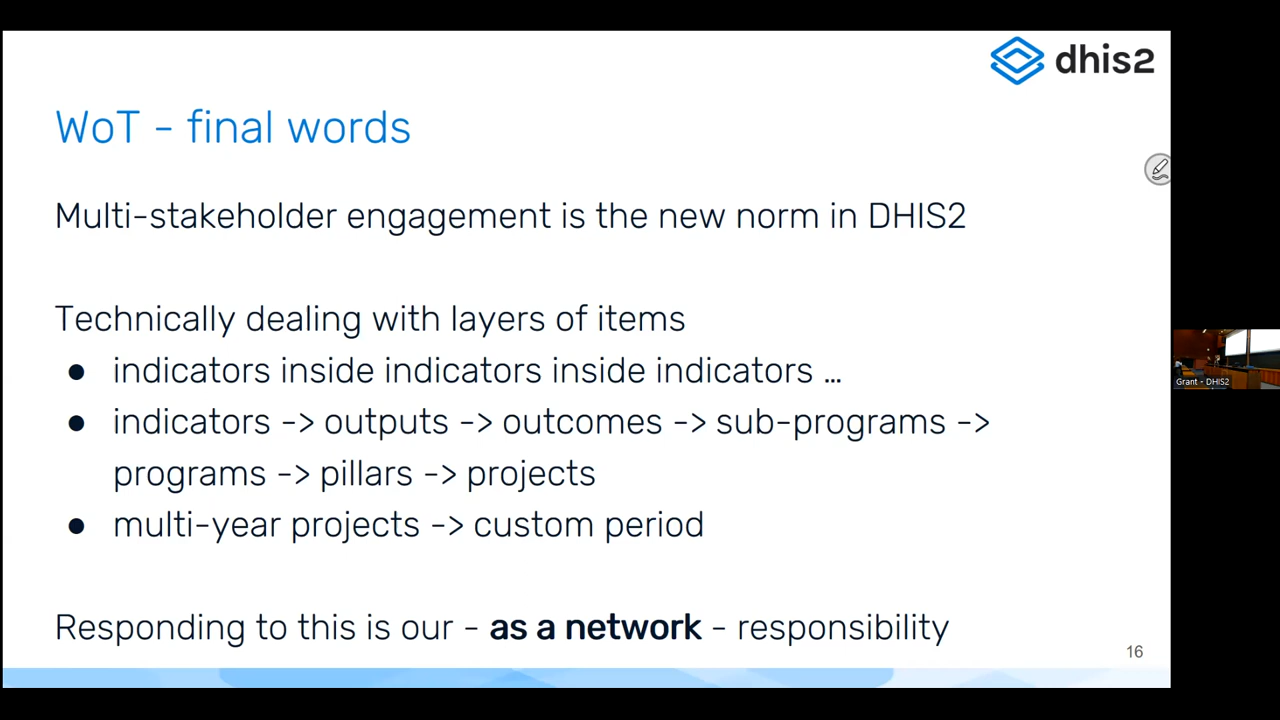 dhis2
WoT - final words
Multi-stakeholder engagement is the new norm in DHIS2
Technically dealing with layers of items
● indicators inside indicators inside indicators ...
● indicators -> outputs -> outcomes -> sub-programs ->
programs -> pillars -> projects
● multi-year projects -> custom period
Responding to this is our - as a network - responsibility
16
Grant - DHIS2